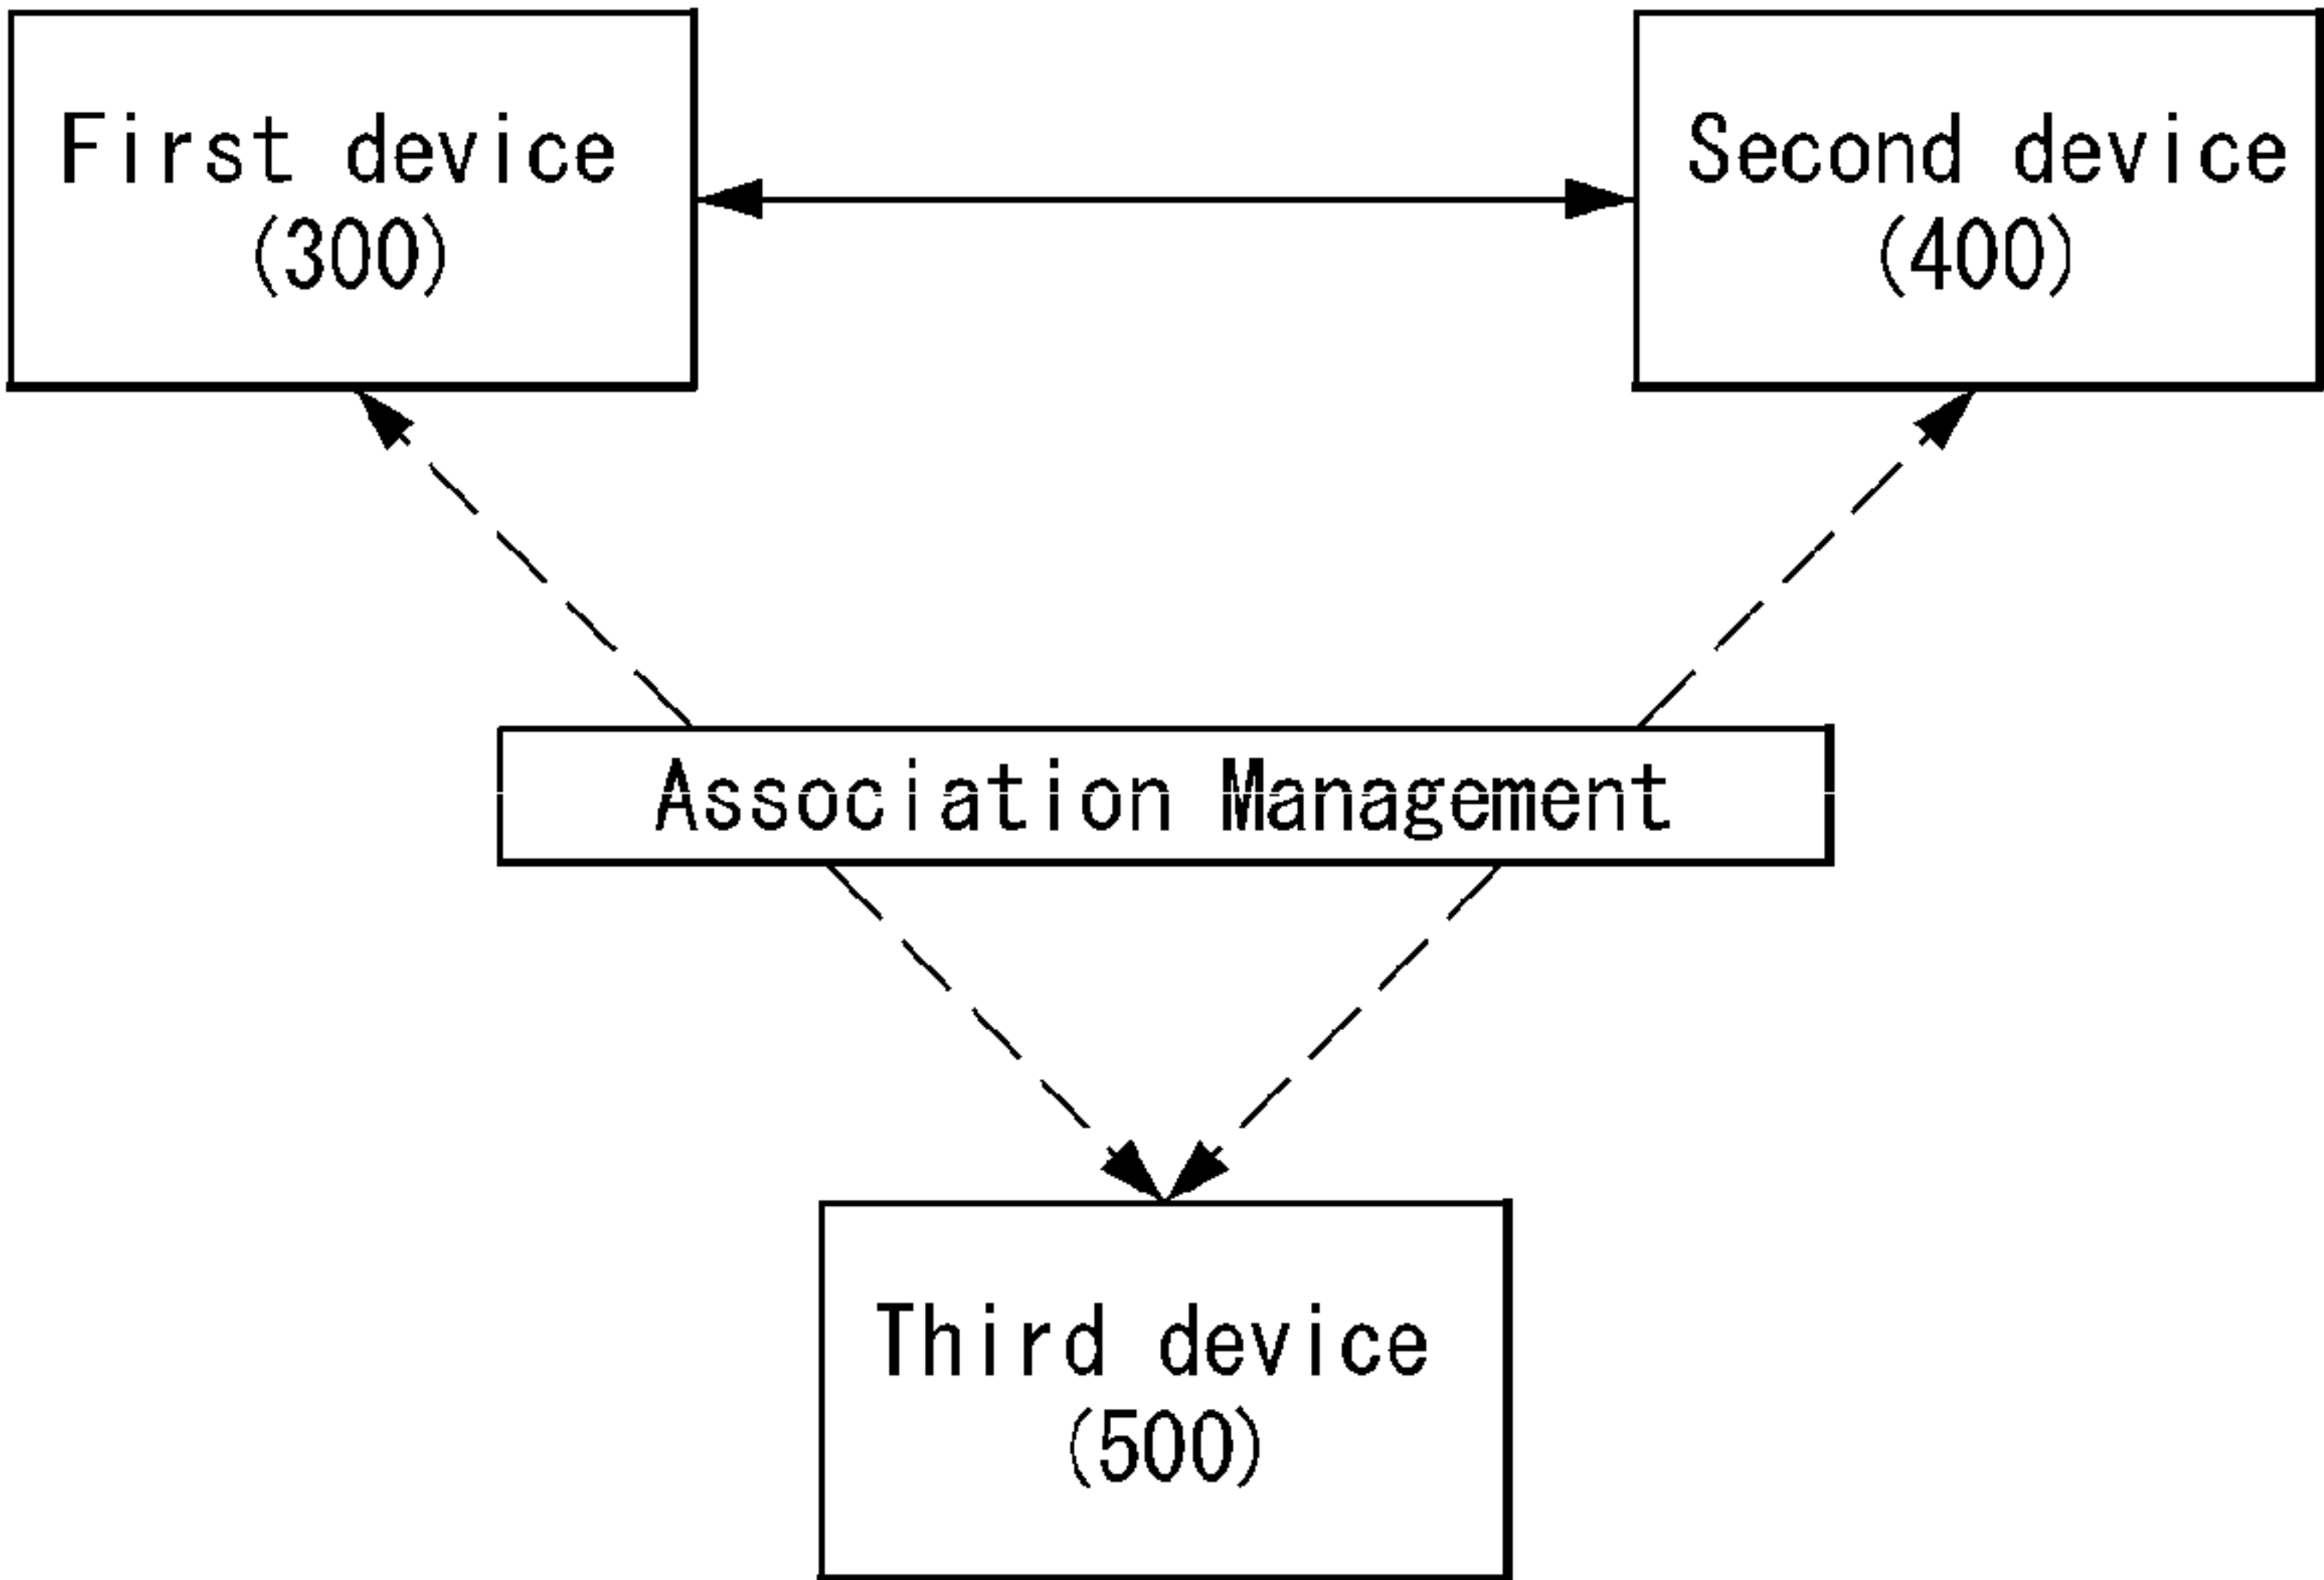 First device
(300)
Second device
(400)
Association Management
Third device
(500)